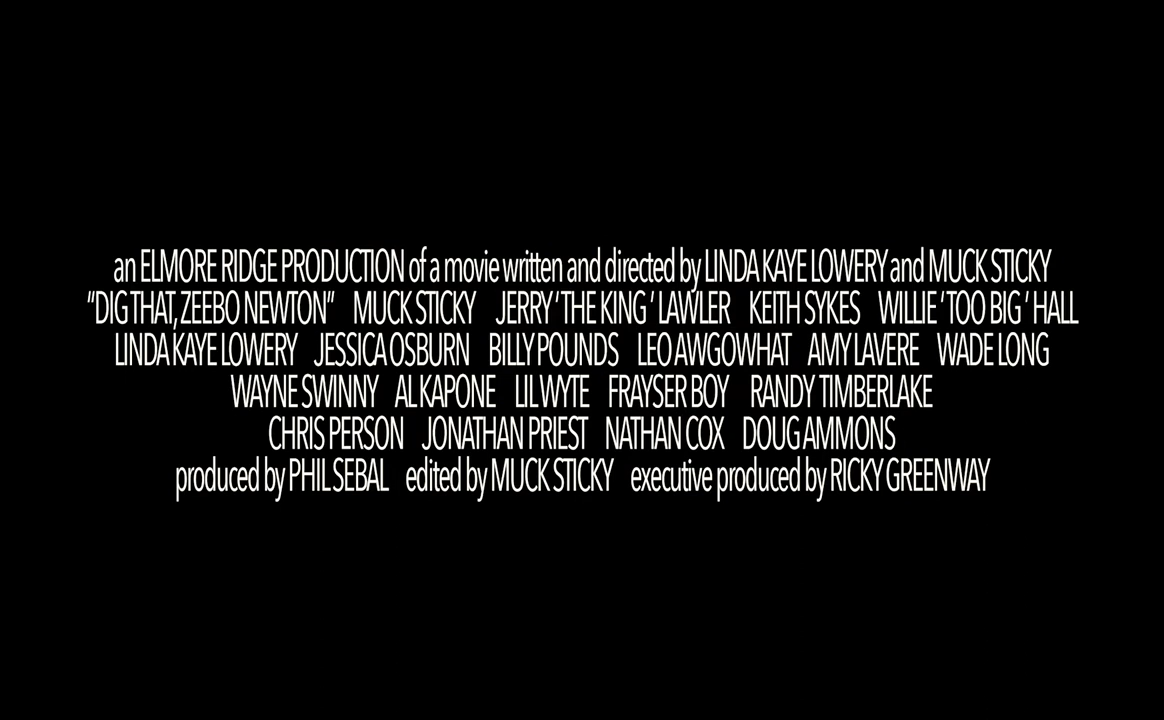 an ELMORE RIDGE PRODUCTION of a movie written and directed by LINDA KAYE LOWERY and MUCK STICKY
“DIG THAT, ZEEBO NEWTON” MUCK STICKY JERRY ‘ THE KING ‘ LAWLER KEITH SYKES WILLIE ‘ TOO BIG ‘ HALL
LINDA KAYE LOWERY JESSICA OSBURN BILLY POUNDS LEO AWGOWHAT AMY LAVERE WADE LONG
WAYNE SWINNY AL KAPONE LIL WYTE FRAYSER BOY RANDY TIMBERLAKE
CHRIS PERSON JONATHAN PRIEST NATHAN COX DOUG AMMONS
produced by PHIL SEBAL edited by MUCK STICKY executive produced by RICKY GREENWAY